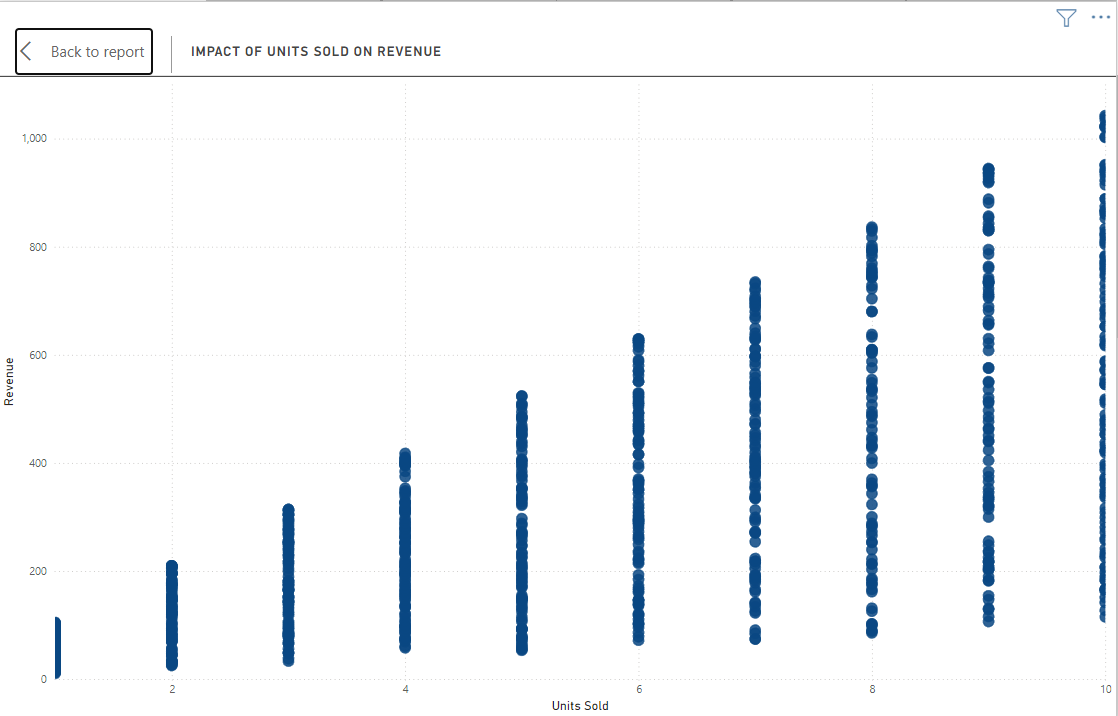 Back to report
IMPACT OF UNITS SOLD ON REVENUE
1,000
800
600
400
200
0
Revenue
2 4 6 8 10
Units Sold